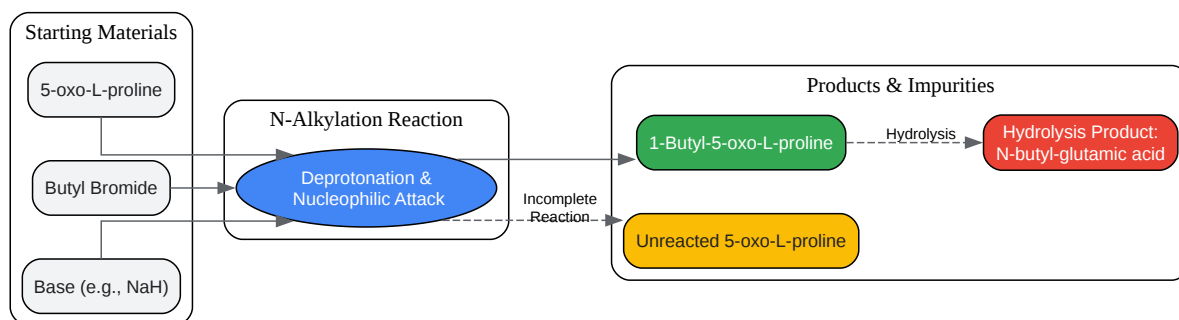 Starting Materials
5-oxo-L-proline
Butyl Bromide
Base (e.g., NaH)
N-Alkylation Reaction
Deprotonation &
Nucleophilic Attack
Incomplete
Reaction
Products & Impurities
1-Butyl-5-oxo-L-proline
Hydrolysis
Hydrolysis Product:
N-butyl-glutamic acid
Unreacted 5-oxo-L-proline